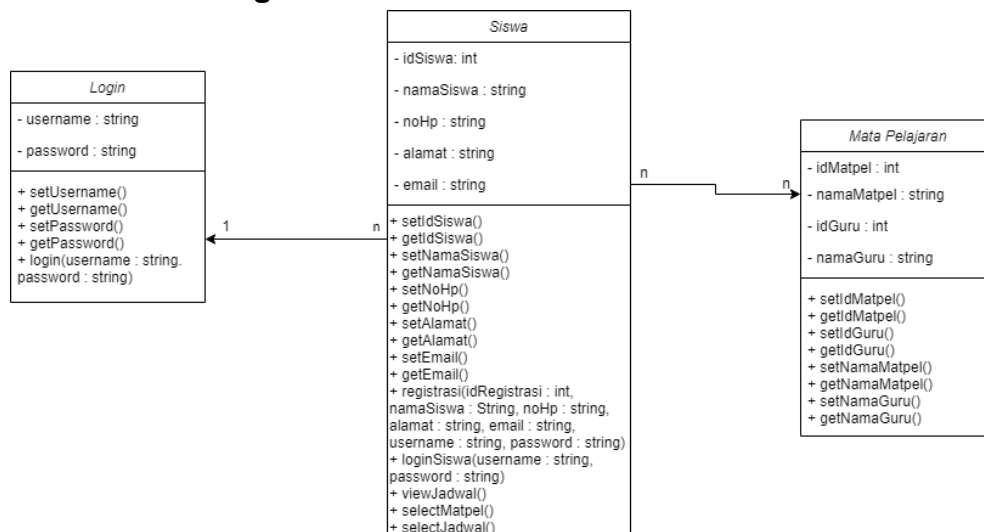 Login
- username : string
- password : string
+ setUsername()
+ getUsername()
+ setPassword()
+ getPassword()
+ login(username : string.
password : string)
1
n
Siswa
- idSiswa: int
- namaSiswa : string
- noHp : string
- alamat : string
- email : string
+ setIdSiswa()
+ getIdSiswa()
+ setNamaSiswa()
+ getNamaSiswa()
+ setNoHp()
+ getNoHp()
+ setAlamat()
+ getAlamat()
+ setEmail()
+ getEmail()
+ registrasi(idRegistrasi : int,
namaSiswa : String, noHp : string,
alamat : string, email : string,
username : string, password : string)
+ loginSiswa(username : string,
password : string)
+ viewJadwal()
+ selectMatpel()
+ selectJadwal()
n
n
Mata Pelajaran
- idMatpel : int
- namaMatpel : string
- idGuru : int
- namaGuru : string
+ setIdMatpel()
+ getIdMatpel()
+ setIdGuru()
+ getIdGuru()
+ setNamaMatpel()
+ getNamaMatpel()
+ setNamaGuru()
+ getNamaGuru()